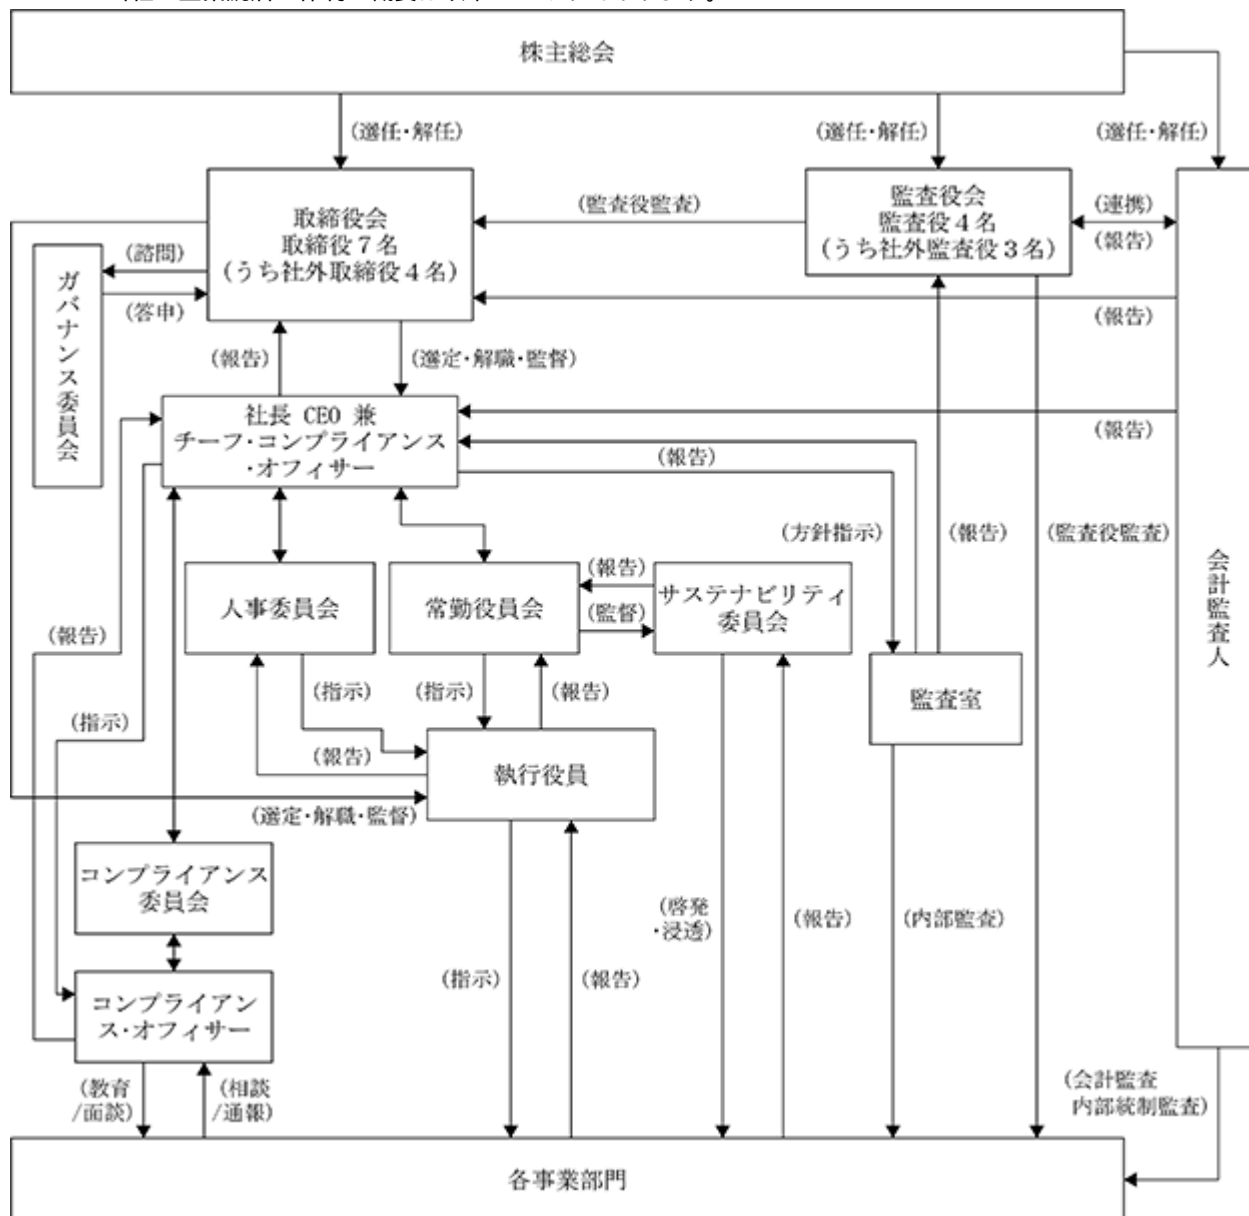 株主総会
(選任・解任)
(選任・解任)
(選任・解任)
取締役会
取締役7名
(うち社外取締役4名)
(監査役監査)
監査役会
監査役4名
(うち社外監査役3名)
(連携)
(報告)
(諮問)
(答申)
ガバナンス委員会
(報告)
(報告)
(選定・解職・監督)
社長 CEO 兼
チーフ・コンプライアンス
・オフィサー
(報告)
(報告)
(方針指示)
(報告)
(監査役監査)
会計監査人
人事委員会
常勤役員会
(報告)
(監督)
サステナビリティ
委員会
(報告)
(指示)
(指示)
(指示)
(報告)
監査室
(報告)
執行役員
(選定・解職・監督)
コンプライアンス
委員会
(啓発
・浸透)
(報告)
(内部監査)
(指示)
(報告)
コンプライアン
ス・オフィサー
(教育
/面談)
(相談
/通報)
(会計監査
内部統制監査)
各事業部門